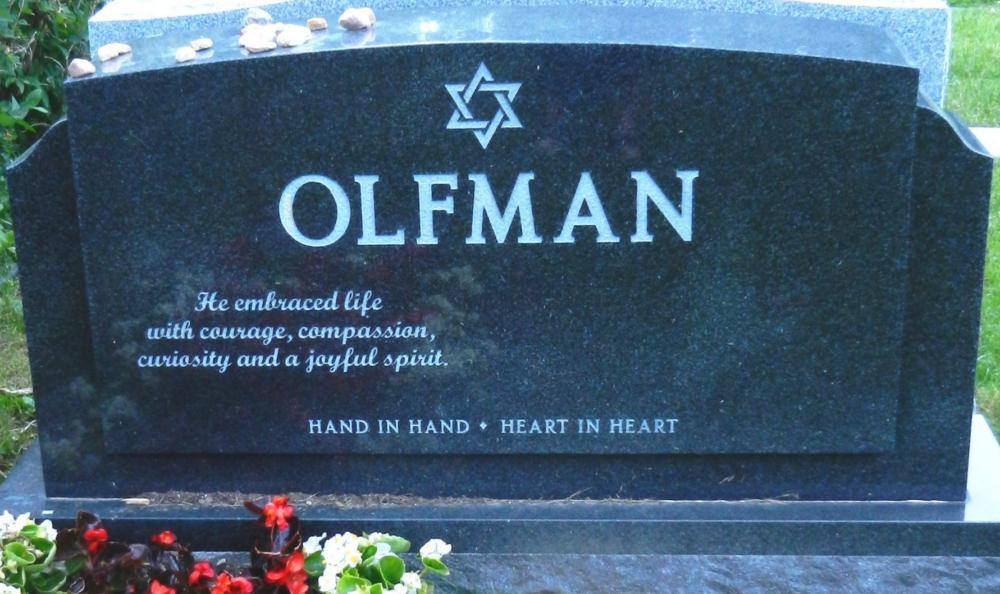 OLFMAN
He embraced life
with courage, compassion,
curiosity and a joyful spirit.
HAND IN HAND ♦ HEART IN HEART